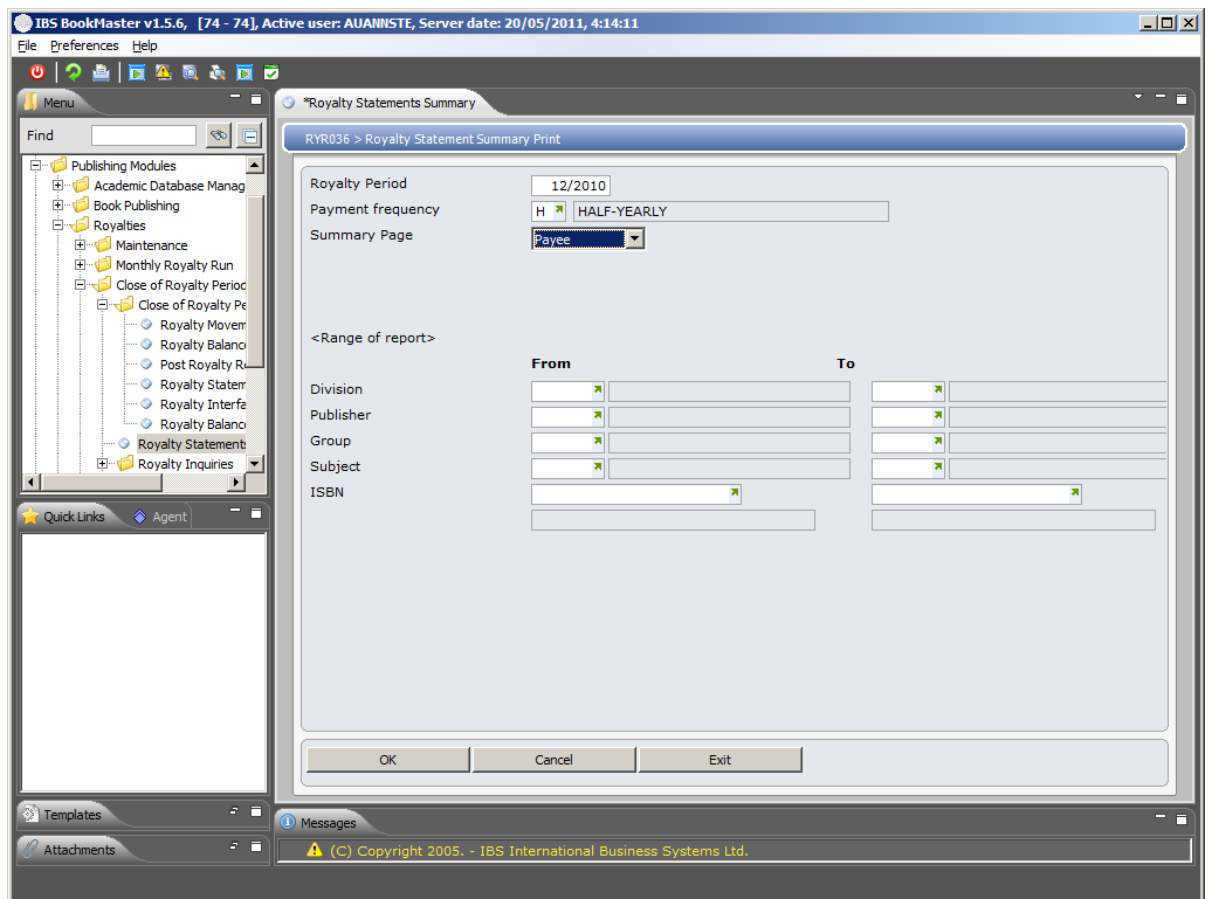 IBS BookMaster v1.5.6, [74 - 74], Active user: AUANNSTE, Server date: 20/05/2011, 4:14:11
File Preferences Help
Menu
Find
Publishing Modules
Academic Database Manag
Book Publishing
Royalties
Maintenance
Monthly Royalty Run
Close of Royalty Period
Close of Royalty Pe
Royalty Movem
Royalty Balance
Post Royalty Re
Royalty Statem
Royalty Interfa
Royalty Balance
Royalty Statements
Royalty Inquiries
Quick Links Agent
Templates
Attachments
*Royalty Statements Summary
RYR036 > Royalty Statement Summary Print
Royalty Period 12/2010
Payment frequency H HALF-YEARLY
Summary Page Payee
<Range of report>
From To
Division
Publisher
Group
Subject
ISBN
OK Cancel Exit
Messages
(C) Copyright 2005. - IBS International Business Systems Ltd.